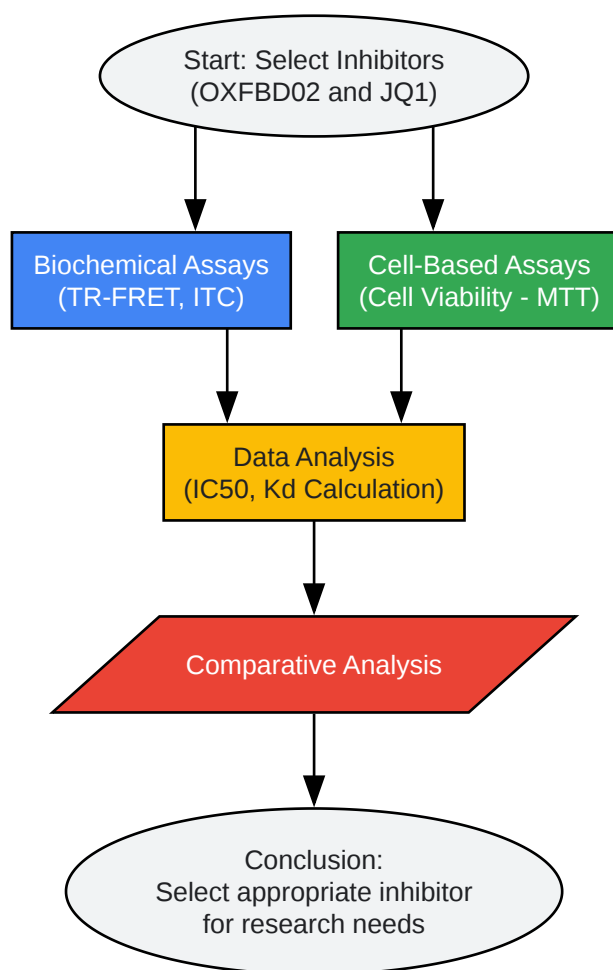 Start: Select Inhibitors
(OXFBD02 and JQ1)
Biochemical Assays
(TR-FRET, ITC)
Cell-Based Assays
(Cell Viability - MTT)
Data Analysis
(IC50, Kd Calculation)
Comparative Analysis
Conclusion:
Select appropriate inhibitor
for research needs